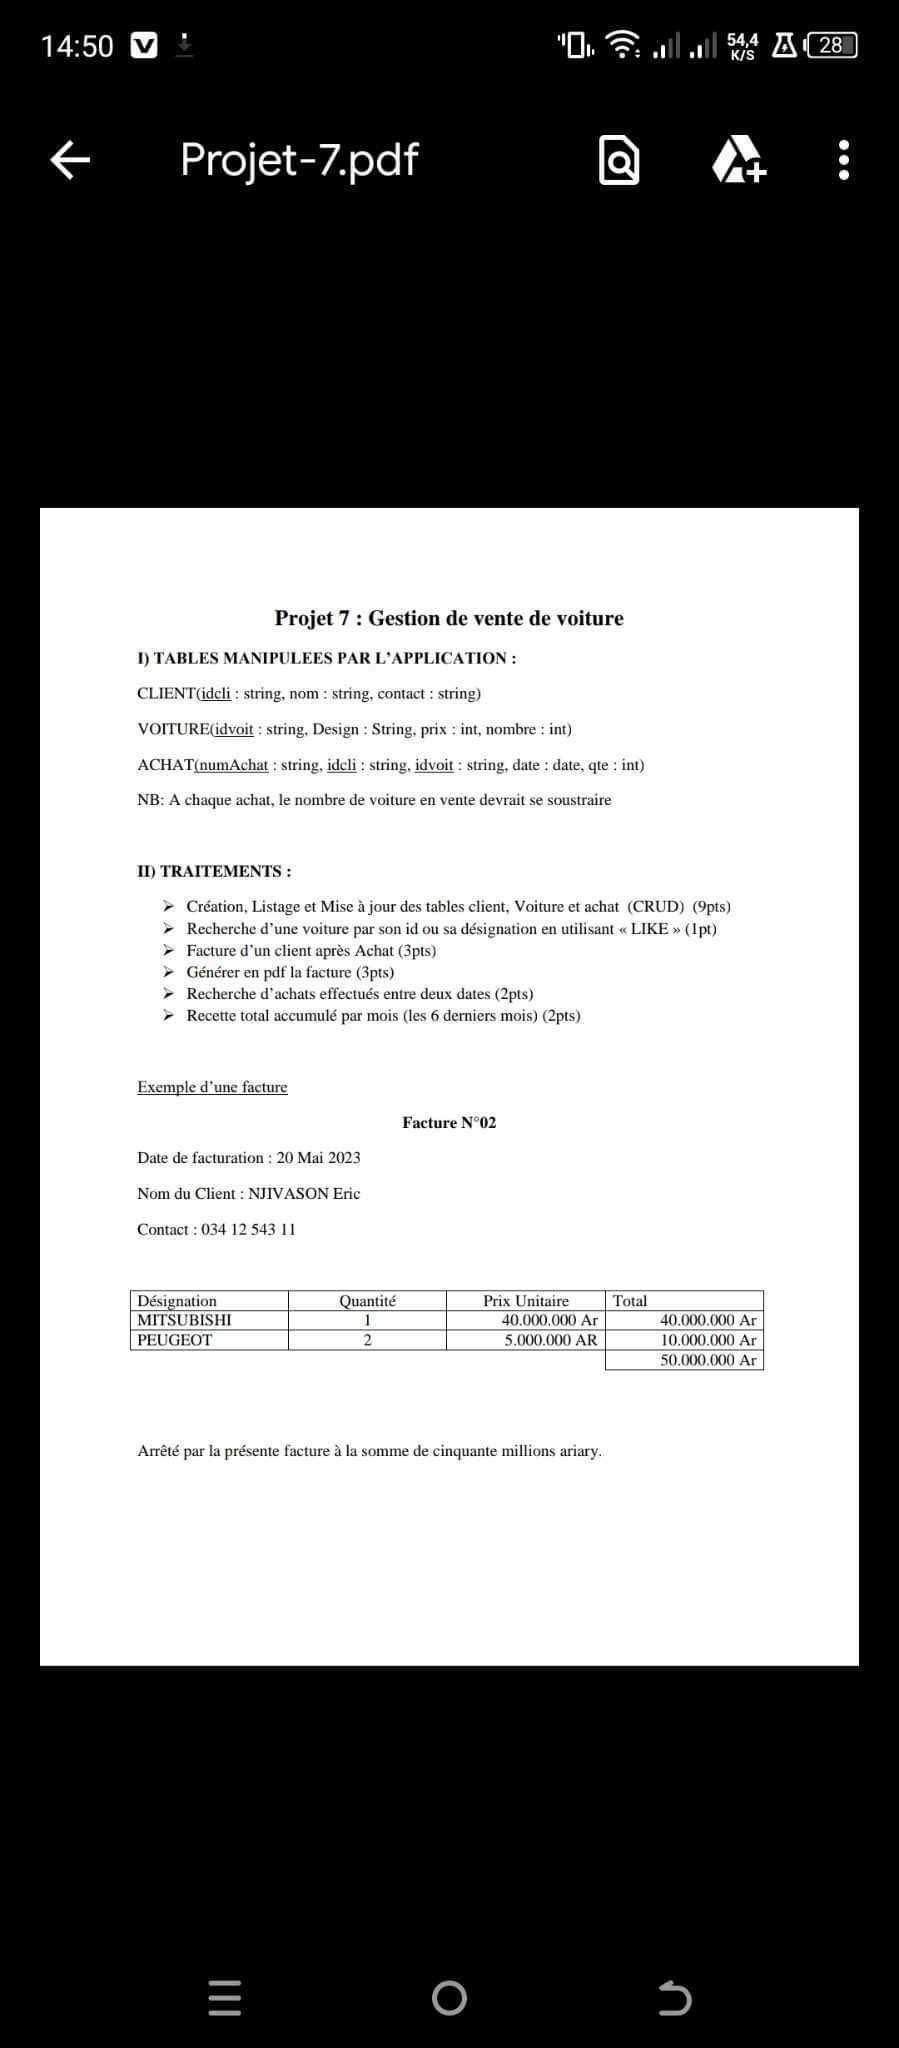 14:50
54,4
K/S
28
Projet-7.pdf
Projet 7 : Gestion de vente de voiture
I) TABLES MANIPULEES PAR L'APPLICATION :
CLIENT(idcli : string, nom : string, contact : string)
VOITURE(idvoit : string, Design : String, prix : int, nombre : int)
ACHAT(numAchat : string, idcli : string, idvoit : string, date : date, qte : int)
NB: A chaque achat, le nombre de voiture en vente devrait se soustraire
II) TRAITEMENTS :
➢ Création, Listage et Mise à jour des tables client, Voiture et achat (CRUD) (9pts)
➢ Recherche d'une voiture par son id ou sa désignation en utilisant « LIKE » (1pt)
➢ Facture d'un client après Achat (3pts)
➢ Générer en pdf la facture (3pts)
➢ Recherche d'achats effectués entre deux dates (2pts)
➢ Recette total accumulé par mois (les 6 derniers mois) (2pts)
Exemple d'une facture
Facture N°02
Date de facturation : 20 Mai 2023
Nom du Client : NJIVASON Eric
Contact : 034 12 543 11
Désignation Quantité Prix Unitaire Total
MITSUBISHI 1 40.000.000 Ar 40.000.000 Ar
PEUGEOT 2 5.000.000 AR 10.000.000 Ar
50.000.000 Ar
Arrêté par la présente facture à la somme de cinquante millions ariary.